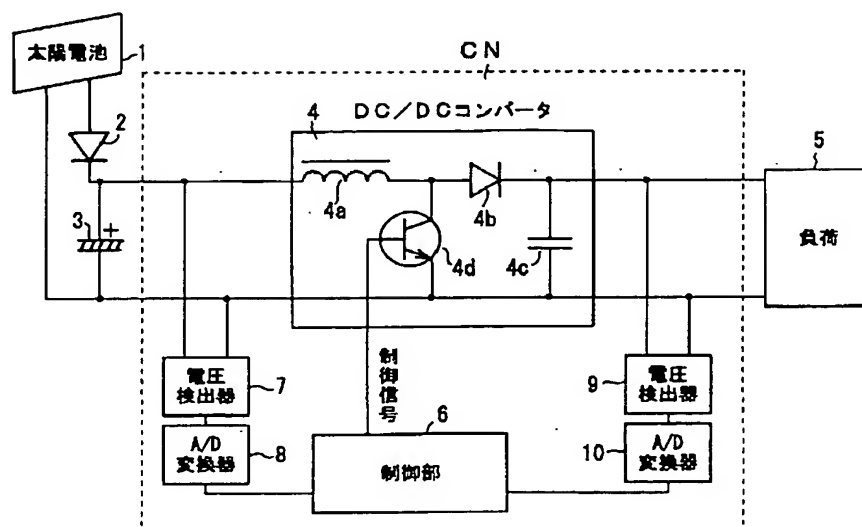 太陽電池
1
CN
2
4
DC/DCコンバータ
5
3
+
4a
4b
4d
4c
負荷
制御信号
電圧
検出器
7
6
9
電圧
検出器
A/D
変換器
8
制御部
10
A/D
変換器